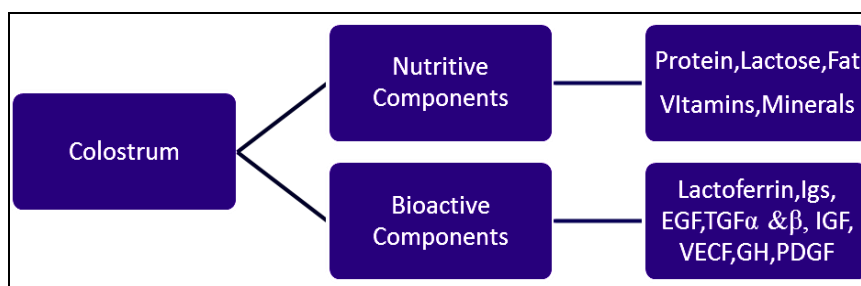 Colostrum
Nutritive
Components
Protein,Lactose,Fat
VItamins,Minerals
Bioactive
Components
Lactoferrin,Igs,
EGF,TGFα &β, IGF,
VECF,GH,PDGF